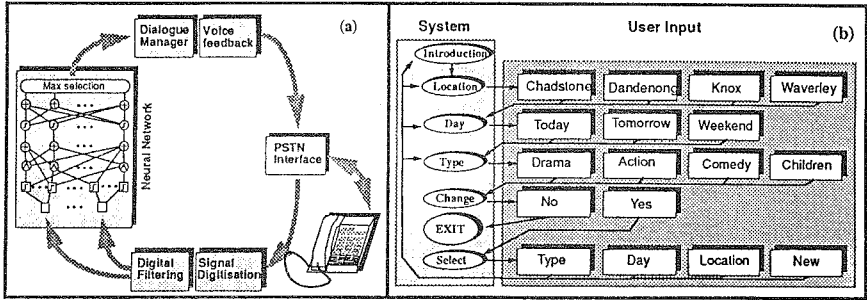 (a)
Dialogue Manager
Voice feedback
Max selection
Neural Network
PSTN Interface
Digital Filtering
Signal Digitisation
System
User Input
(b)
Introduction
Location
Chadstone
Dandenong
Knox
Waverley
Day
Today
Tomorrow
Weekend
Type
Drama
Action
Comedy
Children
Change
No
Yes
EXIT
Select
Type
Day
Location
New